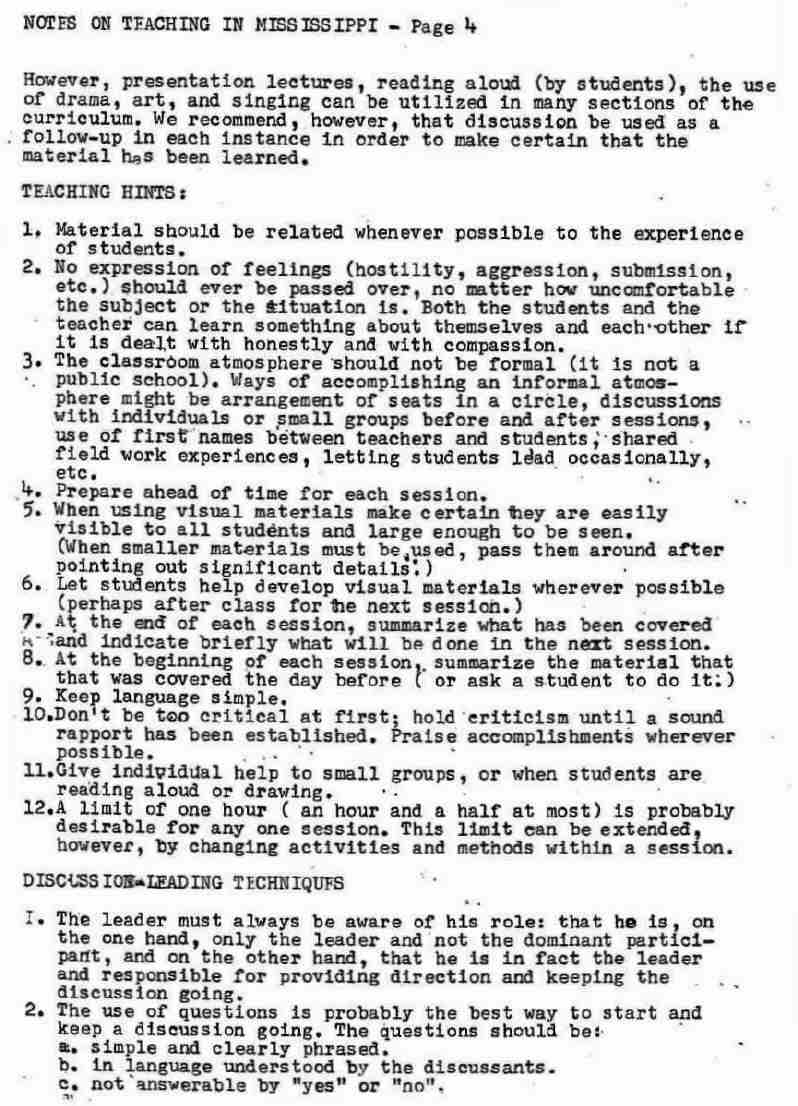 NOTES ON TEACHING IN MISSISSIPPI - Page 4
However, presentation lectures, reading aloud (by students), the use
of drama, art, and singing can be utilized in many sections of the
curriculum. We recommend, however, that discussion be used as a
follow-up in each instance in order to make certain that the
material has been learned.
TEACHING HINTS:
1. Material should be related whenever possible to the experience
of students.
2. No expression of feelings (hostility, aggression, submission,
etc.) should ever be passed over, no matter how uncomfortable
the subject or the situation is. Both the students and the
teacher can learn something about themselves and each other if
it is dealt with honestly and with compassion.
3. The classroom atmosphere should not be formal (it is not a
public school). Ways of accomplishing an informal atmos-
phere might be arrangement of seats in a circle, discussions
with individuals or small groups before and after sessions,
use of first names between teachers and students, shared
field work experiences, letting students lead occasionally,
etc.
4. Prepare ahead of time for each session.
5. When using visual materials make certain they are easily
visible to all students and large enough to be seen.
(When smaller materials must be used, pass them around after
pointing out significant details.)
6. Let students help develop visual materials wherever possible
(perhaps after class for the next session.)
7. At the end of each session, summarize what has been covered
and indicate briefly what will be done in the next session.
8. At the beginning of each session, summarize the material that
that was covered the day before ( or ask a student to do it.)
9. Keep language simple.
10.Don't be too critical at first; hold criticism until a sound
rapport has been established. Praise accomplishments wherever
possible.
11.Give individual help to small groups, or when students are
reading aloud or drawing.
12.A limit of one hour ( an hour and a half at most) is probably
desirable for any one session. This limit can be extended,
however, by changing activities and methods within a session.
DISCUSSION-LEADING TECHNIQUES
1. The leader must always be aware of his role: that he is, on
the one hand, only the leader and not the dominant partici-
pant, and on the other hand, that he is in fact the leader
and responsible for providing direction and keeping the
discussion going.
2. The use of questions is probably the best way to start and
keep a discussion going. The questions should be:
a. simple and clearly phrased.
b. in language understood by the discussants.
c. not answerable by "yes" or "no".